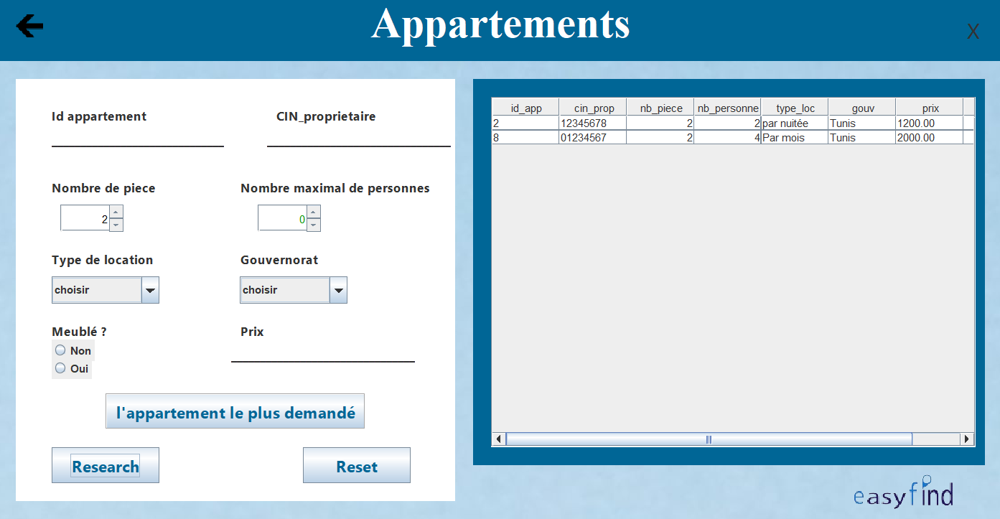 Appartements
X
Id appartement
CIN_proprietaire
Nombre de piece
Nombre maximal de personnes
2
0
Type de location
Gouvernorat
choisir
choisir
Meublé ?
Prix
Non
Oui
l'appartement le plus demandé
Research
Reset
id_app cin_prop nb_piece nb_personne type_loc gouv prix
2 12345678 2 2 par nuitée Tunis 1200.00
8 01234567 2 4 Par mois Tunis 2000.00
easyfind